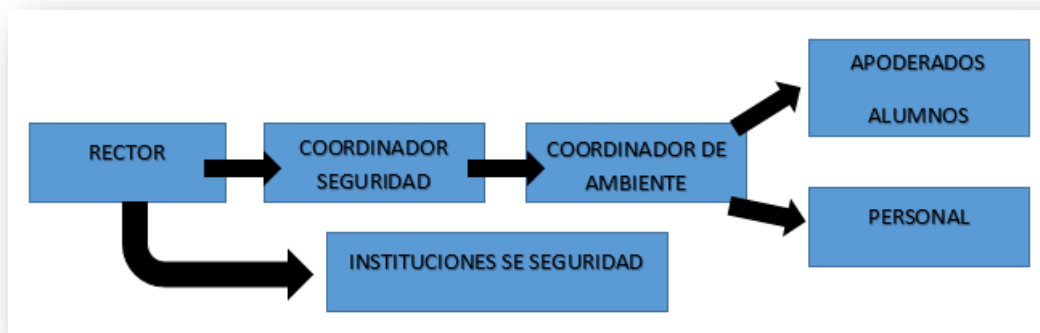 RECTOR
COORDINADOR
SEGURIDAD
COORDINADOR DE
AMBIENTE
APODERADOS
ALUMNOS
PERSONAL
INSTITUCIONES SE SEGURIDAD